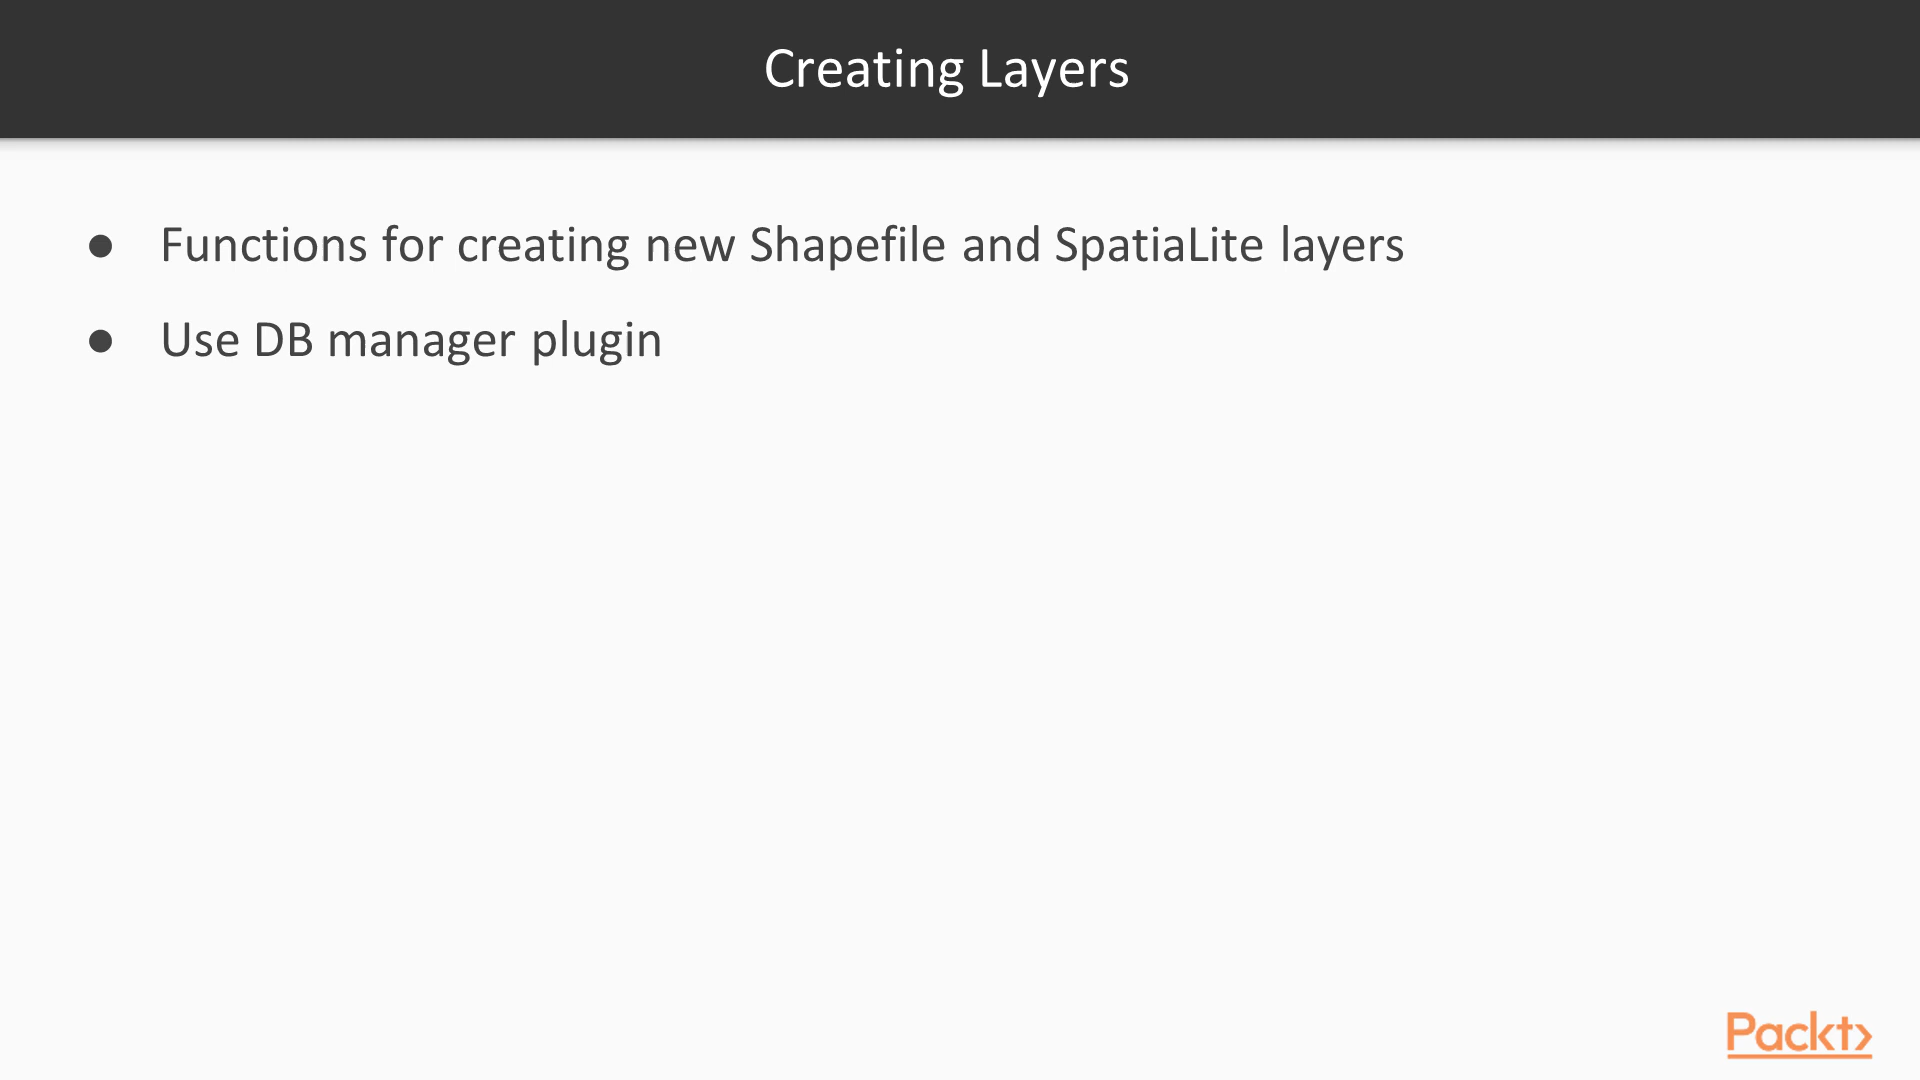 Creating Layers
● Functions for creating new Shapefile and SpatiaLite layers
● Use DB manager plugin
Packt>